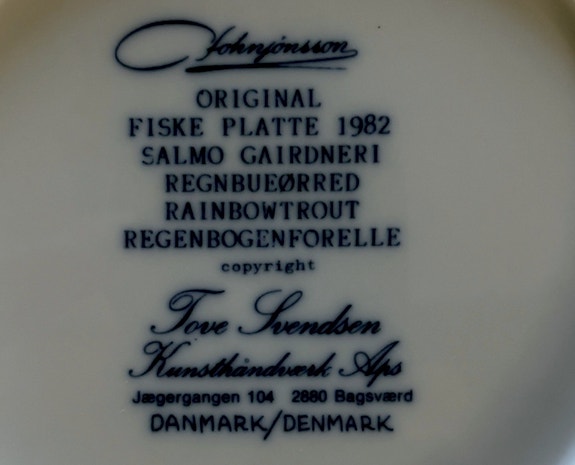 Johnjónsson
ORIGINAL
FISKE PLATTE 1982
SALMO GAIRDNERI
REGNBUEØRRED
RAINBOWTROUT
REGENBOGENFORELLE
copyright
Tove Svendsen
Kunsthåndværk Aps
Jægergangen 104 2880 Bagsværd
DANMARK/DENMARK